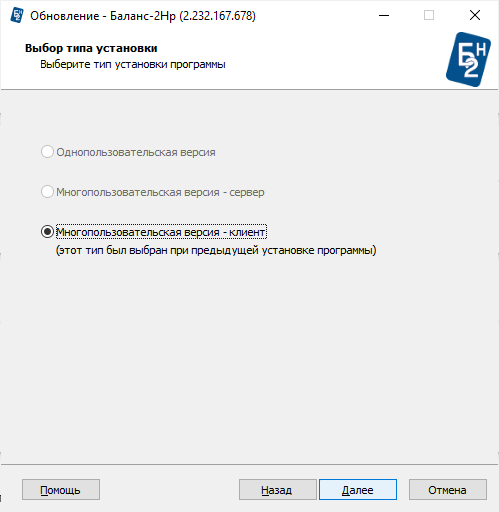 Обновление - Баланс-2Нр (2.232.167.678)
Выбор типа установки
Выберите тип установки программы
Б2Н
Однопользовательская версия
Многопользовательская версия - сервер
Многопользовательская версия - клиент
(этот тип был выбран при предыдущей установке программы)
Помощь
Назад
Далее
Отмена